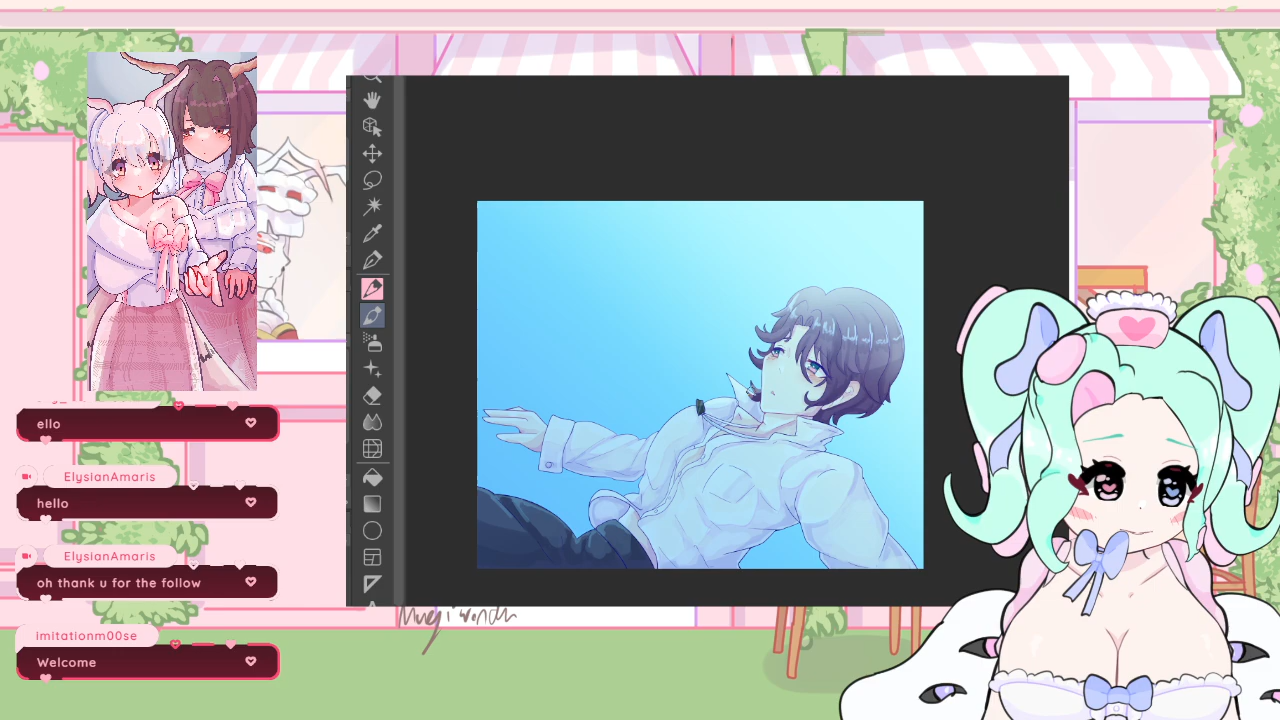 ello
ElysianAmaris
hello
ElysianAmaris
oh thank u for the follow
imitationm00se
Welcome